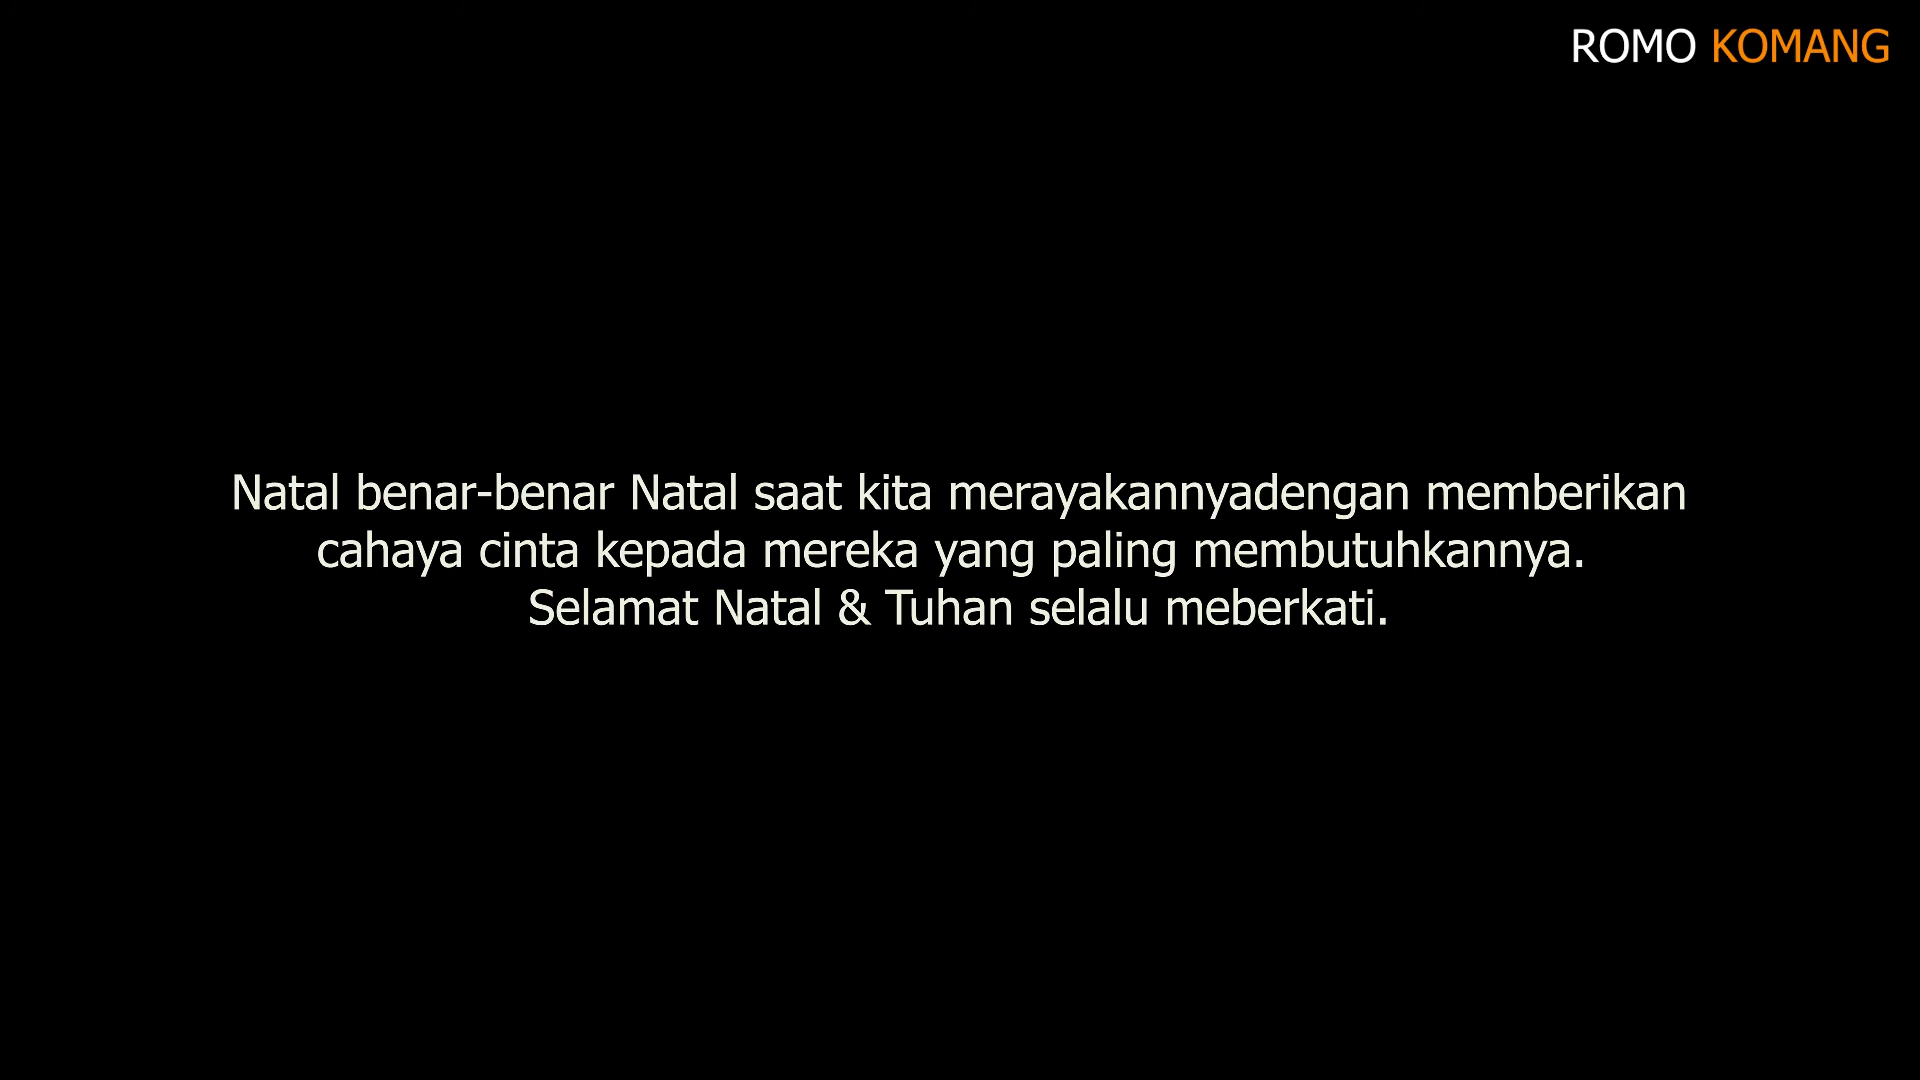 ROMO KOMANG
Natal benar-benar Natal saat kita merayakannyadengan memberikan
cahaya cinta kepada mereka yang paling membutuhkannya.
Selamat Natal & Tuhan selalu meberkati.